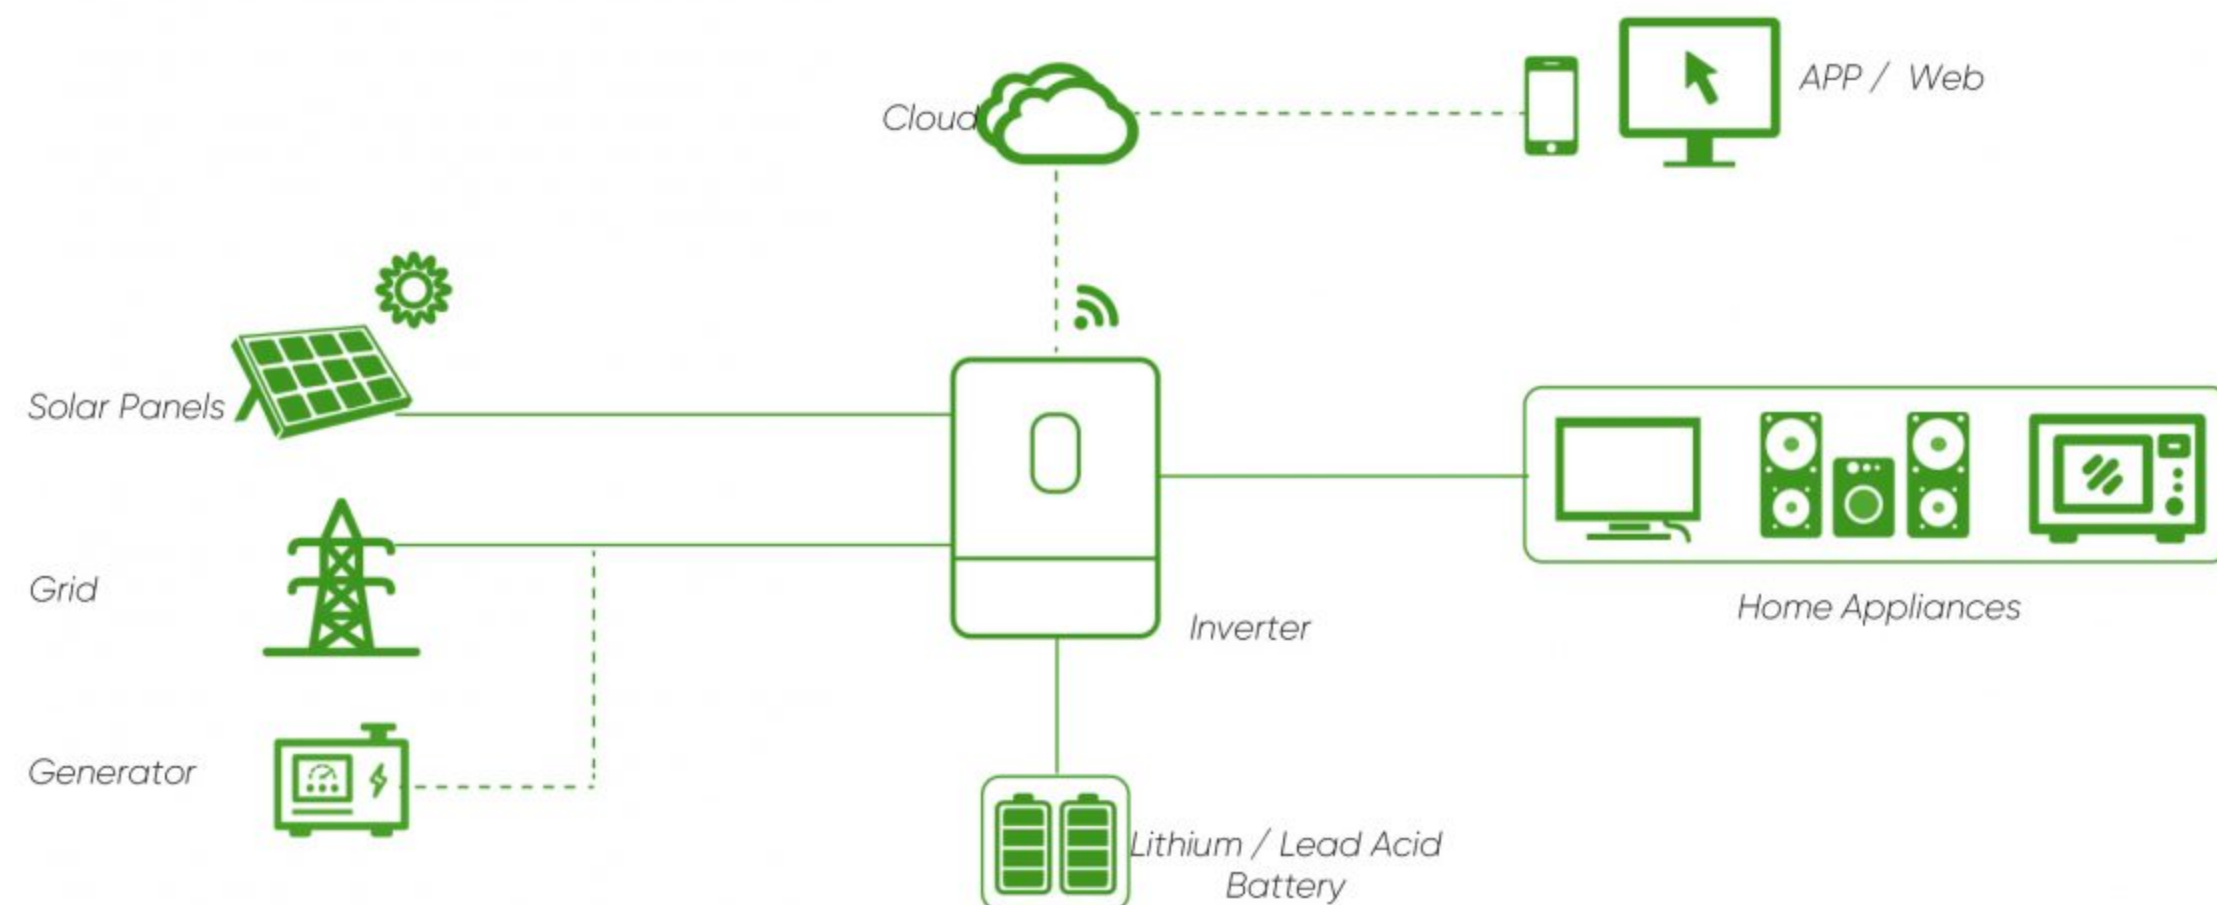 Cloud
APP / Web
Solar Panels
Grid
Inverter
Home Appliances
Generator
Lithium / Lead Acid
Battery